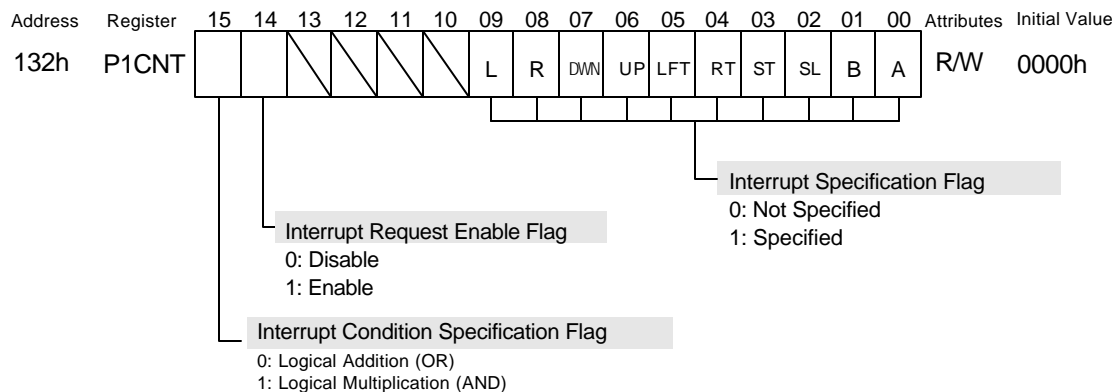 Address Register 15 14 13 12 11 10 09 08 07 06 05 04 03 02 01 00 Attributes Initial Value
132h P1CNT L R DWN UP LFT RT ST SL B A R/W 0000h
Interrupt Specification Flag
0: Not Specified
1: Specified
Interrupt Request Enable Flag
0: Disable
1: Enable
Interrupt Condition Specification Flag
0: Logical Addition (OR)
1: Logical Multiplication (AND)